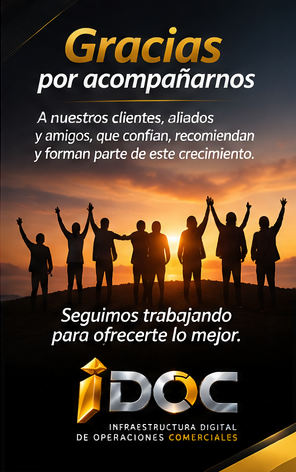 Gracias
por acompañarnos
A nuestros clientes, aliados
y amigos, que confían, recomiendan
y forman parte de este crecimiento.
Seguimos trabajando
para ofrecerte lo mejor.
iDOC
INFRAESTRUCTURA DIGITAL
DE OPERACIONES COMERCIALES